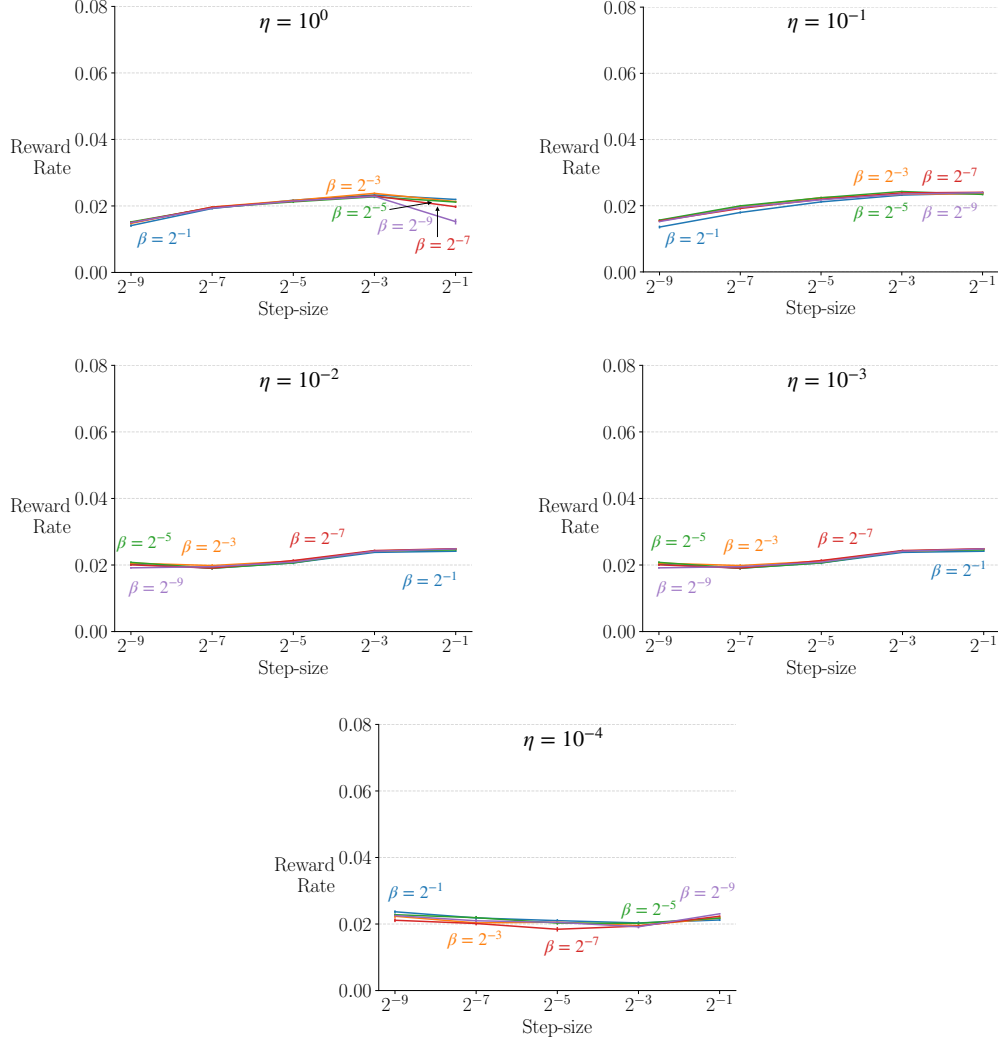 η = 10⁰
0.08
0.06
0.04
0.02
0.00
Reward
Rate
β = 2⁻³
β = 2⁻⁵
β = 2⁻⁹
β = 2⁻¹
β = 2⁻⁷
2⁻⁹ 2⁻⁷ 2⁻⁵ 2⁻³ 2⁻¹
Step-size
η = 10⁻¹
0.08
0.06
0.04
0.02
0.00
Reward
Rate
β = 2⁻³ β = 2⁻⁷
β = 2⁻⁵ β = 2⁻⁹
β = 2⁻¹
2⁻⁹ 2⁻⁷ 2⁻⁵ 2⁻³ 2⁻¹
Step-size
η = 10⁻²
0.08
0.06
0.04
0.02
0.00
Reward
Rate
β = 2⁻⁵ β = 2⁻³ β = 2⁻⁷
β = 2⁻⁹ β = 2⁻¹
2⁻⁹ 2⁻⁷ 2⁻⁵ 2⁻³ 2⁻¹
Step-size
η = 10⁻³
0.08
0.06
0.04
0.02
0.00
Reward
Rate
β = 2⁻⁵ β = 2⁻³ β = 2⁻⁷
β = 2⁻⁹ β = 2⁻¹
2⁻⁹ 2⁻⁷ 2⁻⁵ 2⁻³ 2⁻¹
Step-size
η = 10⁻⁴
0.08
0.06
0.04
0.02
0.00
Reward
Rate
β = 2⁻¹ β = 2⁻⁹
β = 2⁻⁵
β = 2⁻³ β = 2⁻⁷
2⁻⁹ 2⁻⁷ 2⁻⁵ 2⁻³ 2⁻¹
Step-size